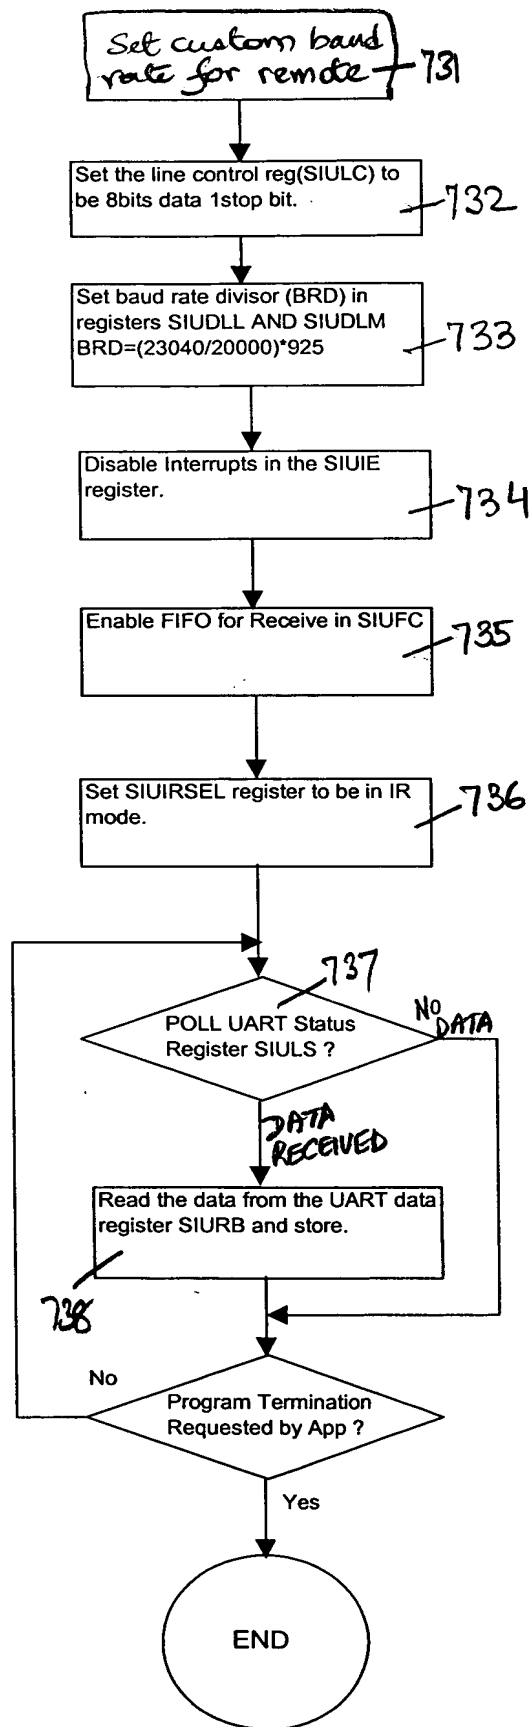 Set custom baud
rate for remote
731
Set the line control reg(SIULC) to
be 8bits data 1stop bit.
732
Set baud rate divisor (BRD) in
registers SIUDLL AND SIUDLM
BRD=(23040/20000)*925
733
Disable Interrupts in the SIUIE
register.
734
Enable FIFO for Receive in SIUFC
735
Set SIUIRSEL register to be in IR
mode.
736
737
POLL UART Status
Register SIULS ?
NO
DATA
DATA
RECEIVED
Read the data from the UART data
register SIURB and store.
738
No
Program Termination
Requested by App ?
Yes
END